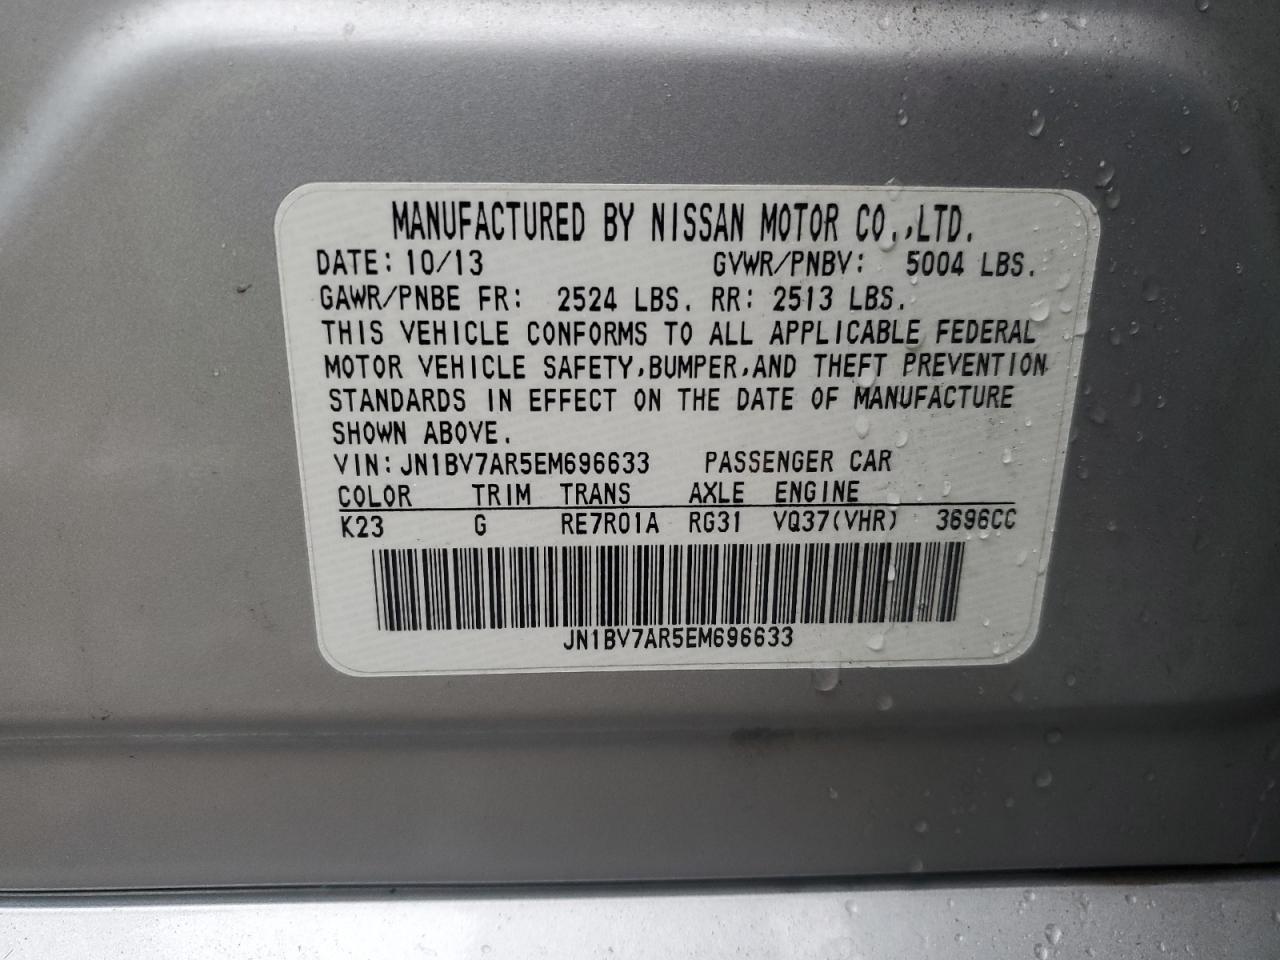 MANUFACTURED BY NISSAN MOTOR CO.,LTD.
DATE: 10/13 GVWR/PNBV: 5004 LBS.
GAWR/PNBE FR: 2524 LBS. RR: 2513 LBS.
THIS VEHICLE CONFORMS TO ALL APPLICABLE FEDERAL
MOTOR VEHICLE SAFETY,BUMPER,AND THEFT PREVENTION
STANDARDS IN EFFECT ON THE DATE OF MANUFACTURE
SHOWN ABOVE.
VIN: JN1BV7AR5EM696633 PASSENGER CAR
COLOR TRIM TRANS AXLE ENGINE
K23 G RE7R01A RG31 VQ37(VHR) 3696CC
JN1BV7AR5EM696633